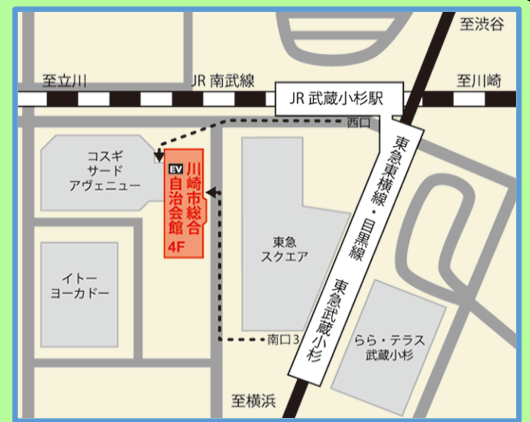 至渋谷
至立川
JR 南武線
至川崎
JR 武蔵小杉駅
西口
コスギ
サード
アヴェニュー
EV
川崎市総合
自治会館
4F
東急東横線・目黒線
東急武蔵小杉
東急
スクエア
イトー
ヨーカドー
南口3
らら・テラス
武蔵小杉
至横浜